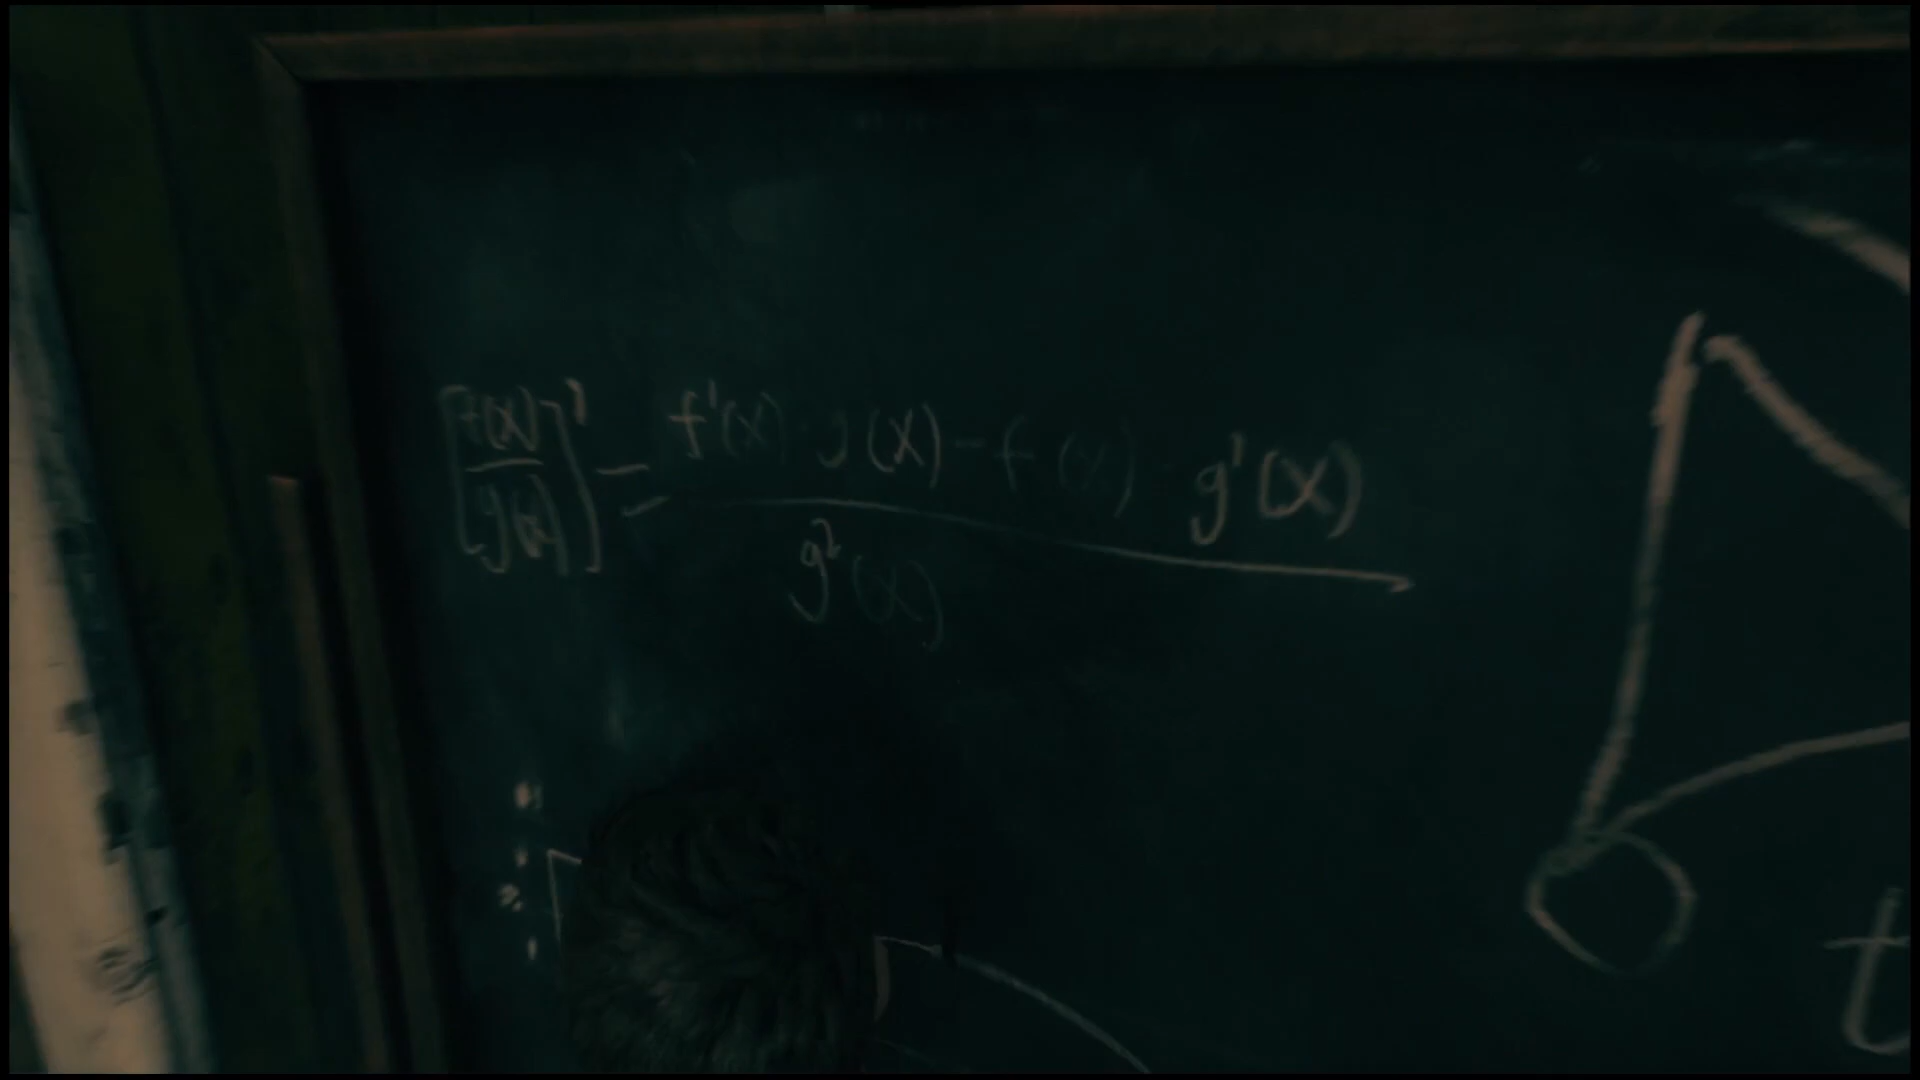 [f(x)/g(x)]' = f'(x) · g(x) - f(x) · g'(x) / g²(x)
t